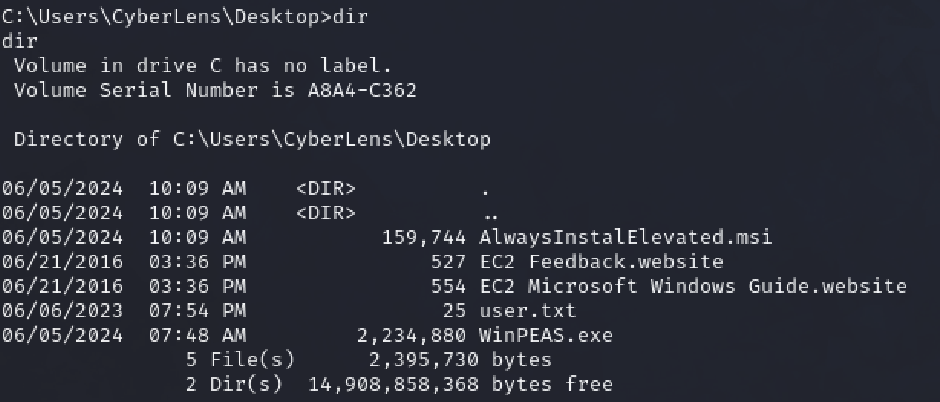 C:\Users\CyberLens\Desktop>dir
dir
 Volume in drive C has no label.
 Volume Serial Number is A8A4-C362

 Directory of C:\Users\CyberLens\Desktop

06/05/2024  10:09 AM    <DIR>          .
06/05/2024  10:09 AM    <DIR>          ..
06/05/2024  10:09 AM           159,744 AlwaysInstalElevated.msi
06/21/2016  03:36 PM               527 EC2 Feedback.website
06/21/2016  03:36 PM               554 EC2 Microsoft Windows Guide.website
06/06/2023  07:54 PM                25 user.txt
06/05/2024  07:48 AM         2,234,880 WinPEAS.exe
               5 File(s)      2,395,730 bytes
               2 Dir(s)  14,908,858,368 bytes free